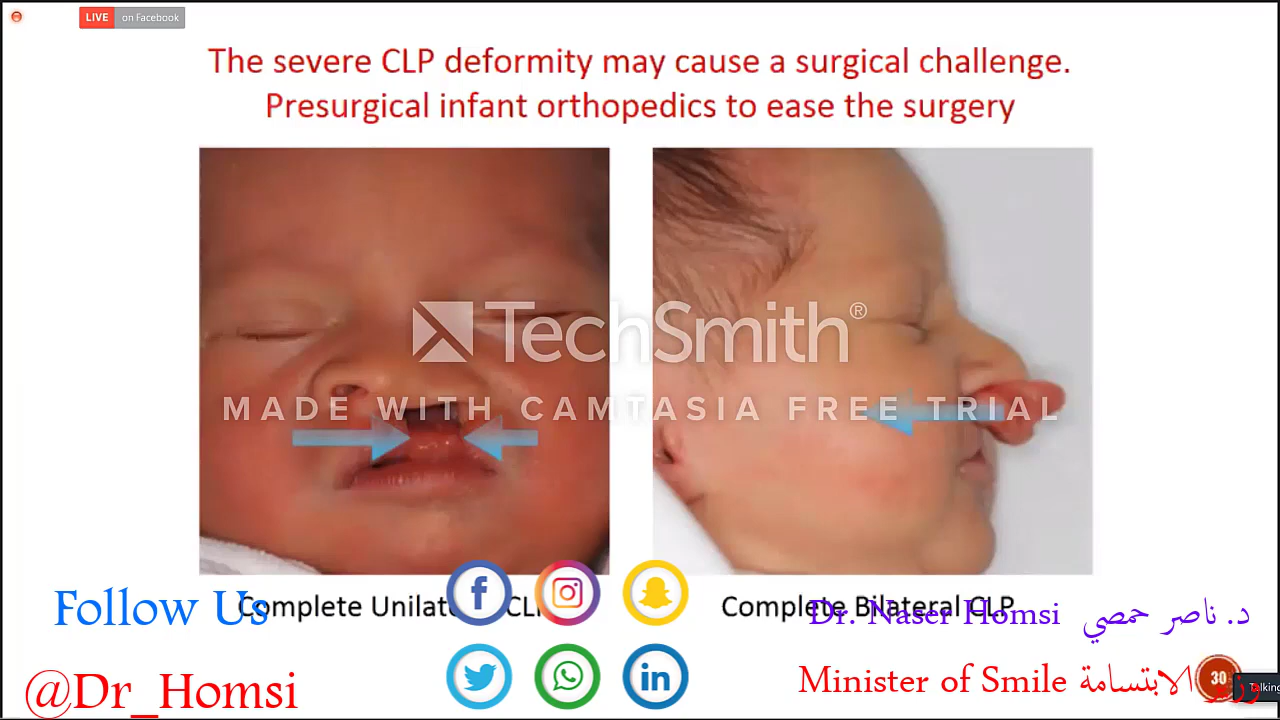 LIVE on Facebook
The severe CLP deformity may cause a surgical challenge.
Presurgical infant orthopedics to ease the surgery
TechSmith®
MADE WITH CAMTASIA FREE TRIAL
Complete Bilateral CLP
Follow Us
Dr. Naser Homsi د. ناصر حمصي
@Dr_Homsi
Minister of Smile وزير الابتسامة
30
Talking